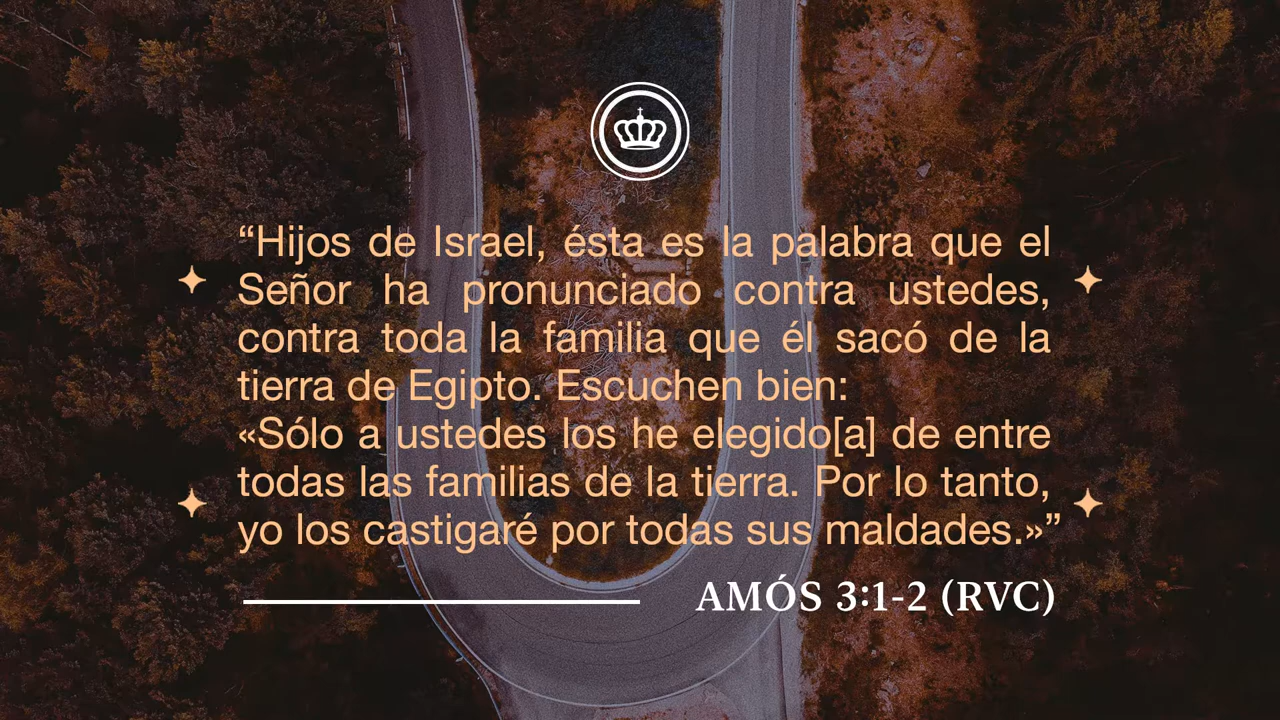 “Hijos de Israel, ésta es la palabra que el
Señor ha pronunciado contra ustedes,
contra toda la familia que él sacó de la
tierra de Egipto. Escuchen bien:
«Sólo a ustedes los he elegido[a] de entre
todas las familias de la tierra. Por lo tanto,
yo los castigaré por todas sus maldades.»”
AMÓS 3:1-2 (RVC)